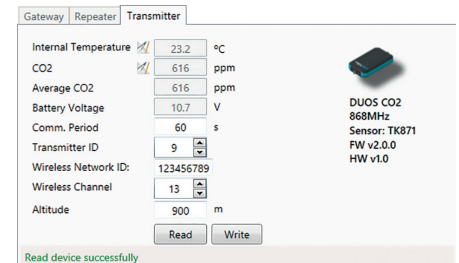 Gateway Repeater Transmitter
Internal Temperature 23.2 ºC
CO2 616 ppm
Average CO2 616 ppm
Battery Voltage 10.7 V
Comm. Period 60 s
Transmitter ID 9
Wireless Network ID: 123456789
Wireless Channel 13
Altitude 900 m
Read Write
Read device successfully
DUOS CO2
868MHz
Sensor: TK871
FW v2.0.0
HW v1.0